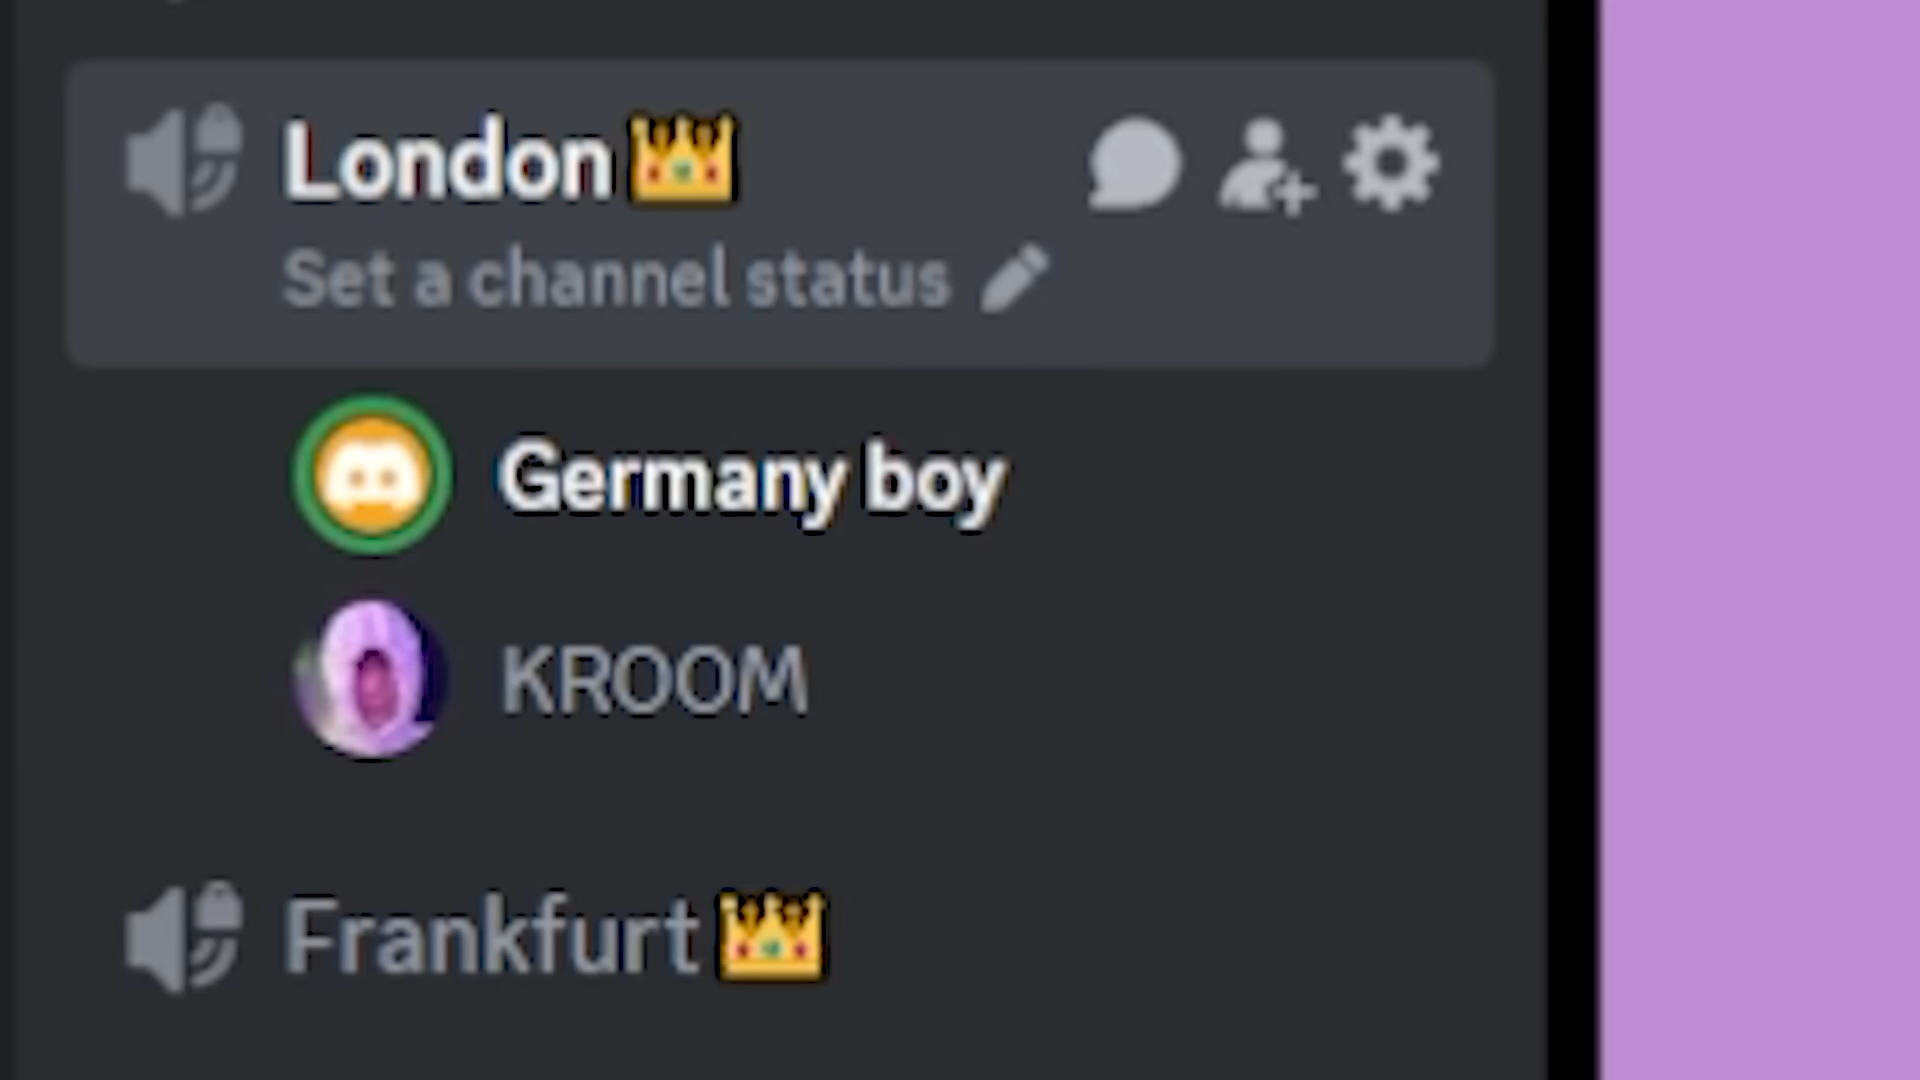 London👑
Set a channel status
Germany boy
KROOM
Frankfurt👑